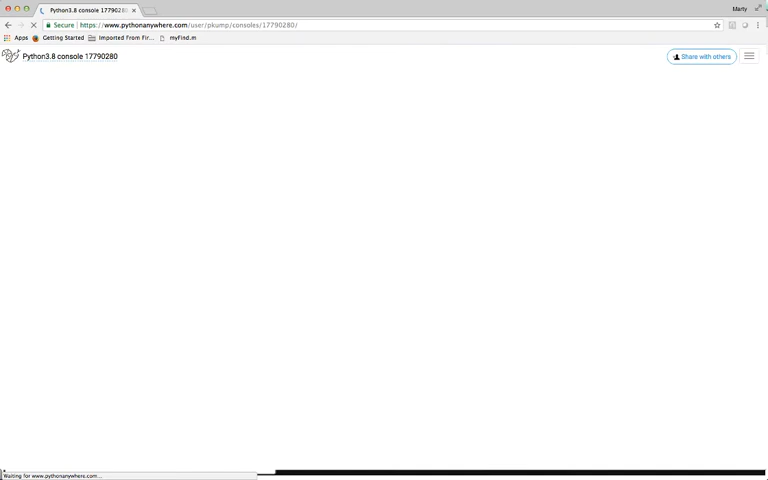 Python3.8 console 1779028
Marty
Secure https://www.pythonanywhere.com/user/pkump/consoles/17790280/
Apps Getting Started Imported From Fir... myFind.m
Python3.8 console 17790280
Share with others
Waiting for www.pythonanywhere.com...